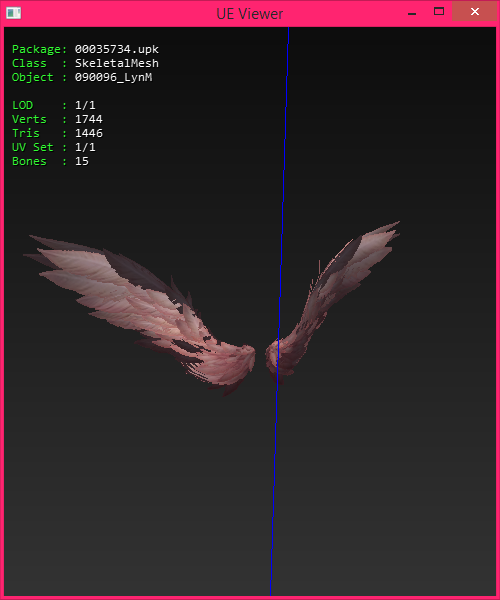 UE Viewer
Package: 00035734.upk
Class  : SkeletalMesh
Object : 090096_LynM
LOD    : 1/1
Verts  : 1744
Tris   : 1446
UV Set : 1/1
Bones  : 15